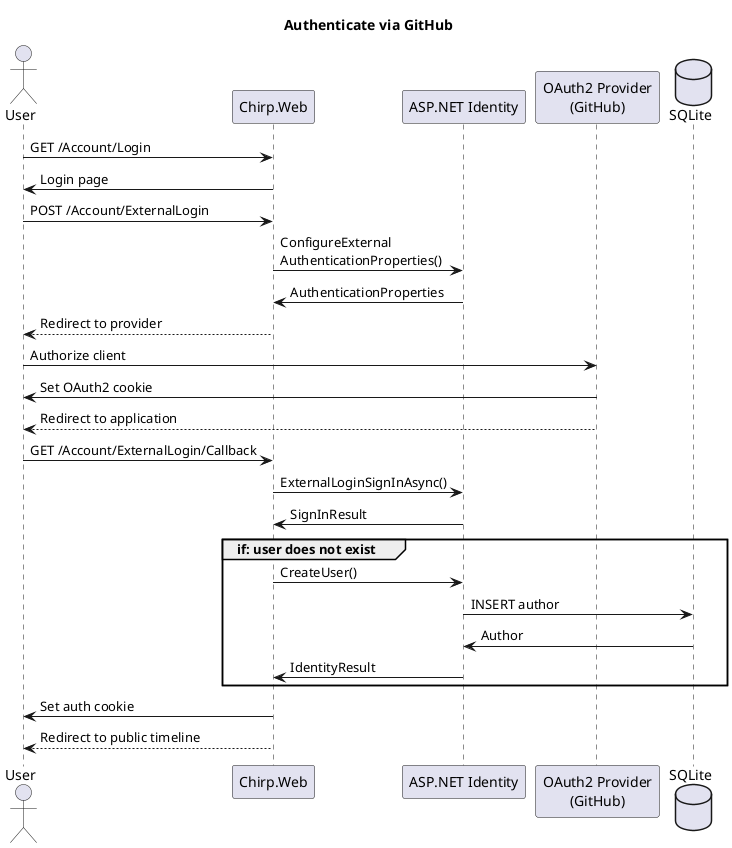 Authenticate via GitHub
User
Chirp.Web
ASP.NET Identity
OAuth2 Provider
(GitHub)
SQLite
GET /Account/Login
Login page
POST /Account/ExternalLogin
ConfigureExternal
AuthenticationProperties()
AuthenticationProperties
Redirect to provider
Authorize client
Set OAuth2 cookie
Redirect to application
GET /Account/ExternalLogin/Callback
ExternalLoginSignInAsync()
SignInResult
if: user does not exist
CreateUser()
INSERT author
Author
IdentityResult
Set auth cookie
Redirect to public timeline
User
Chirp.Web
ASP.NET Identity
OAuth2 Provider
(GitHub)
SQLite